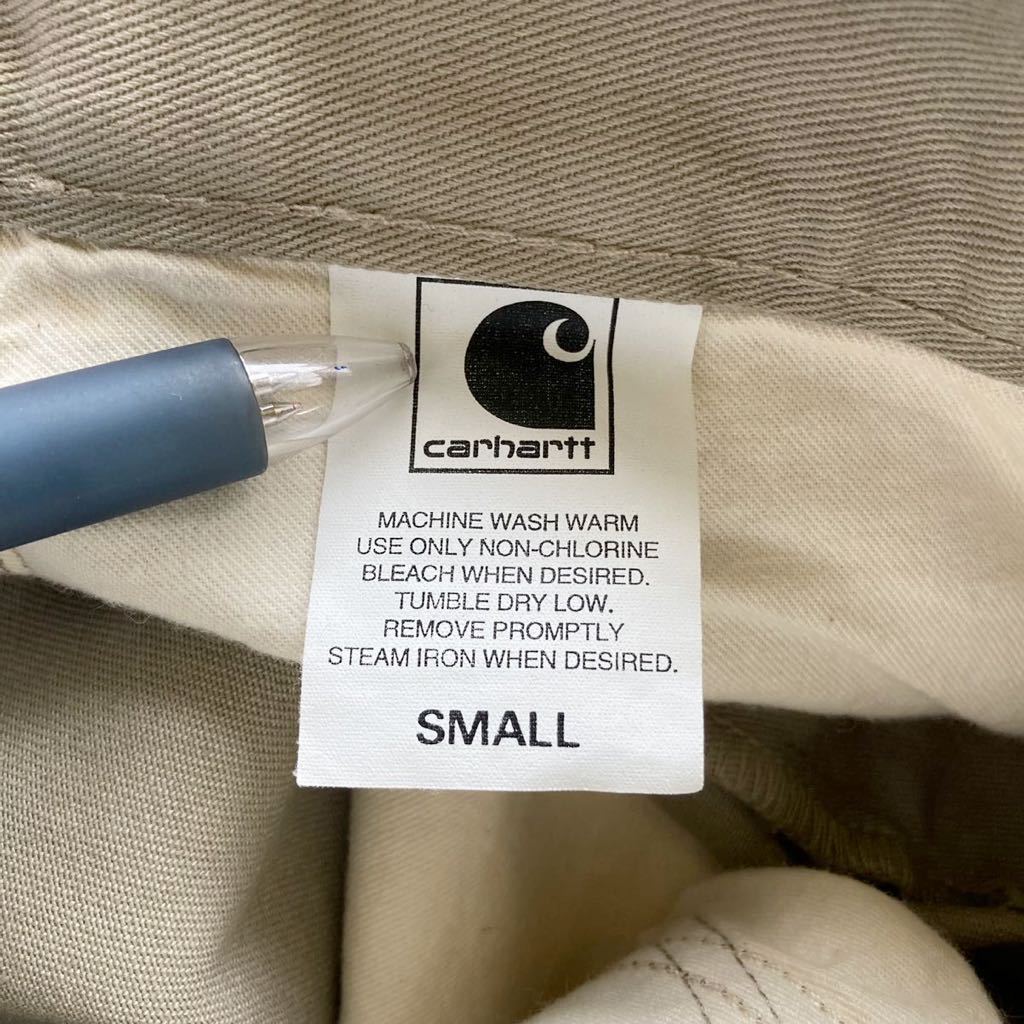 carhartt
MACHINE WASH WARM
USE ONLY NON-CHLORINE
BLEACH WHEN DESIRED.
TUMBLE DRY LOW.
REMOVE PROMPTLY
STEAM IRON WHEN DESIRED.
SMALL